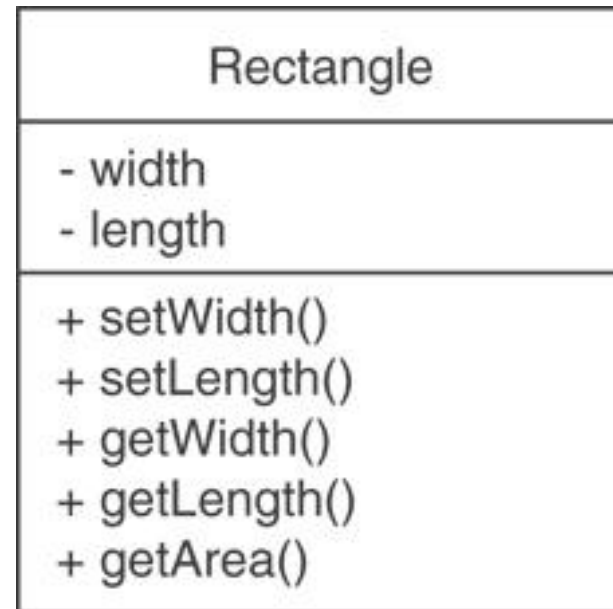 Rectangle
- width
- length
+ setWidth()
+ setLength()
+ getWidth()
+ getLength()
+ getArea()